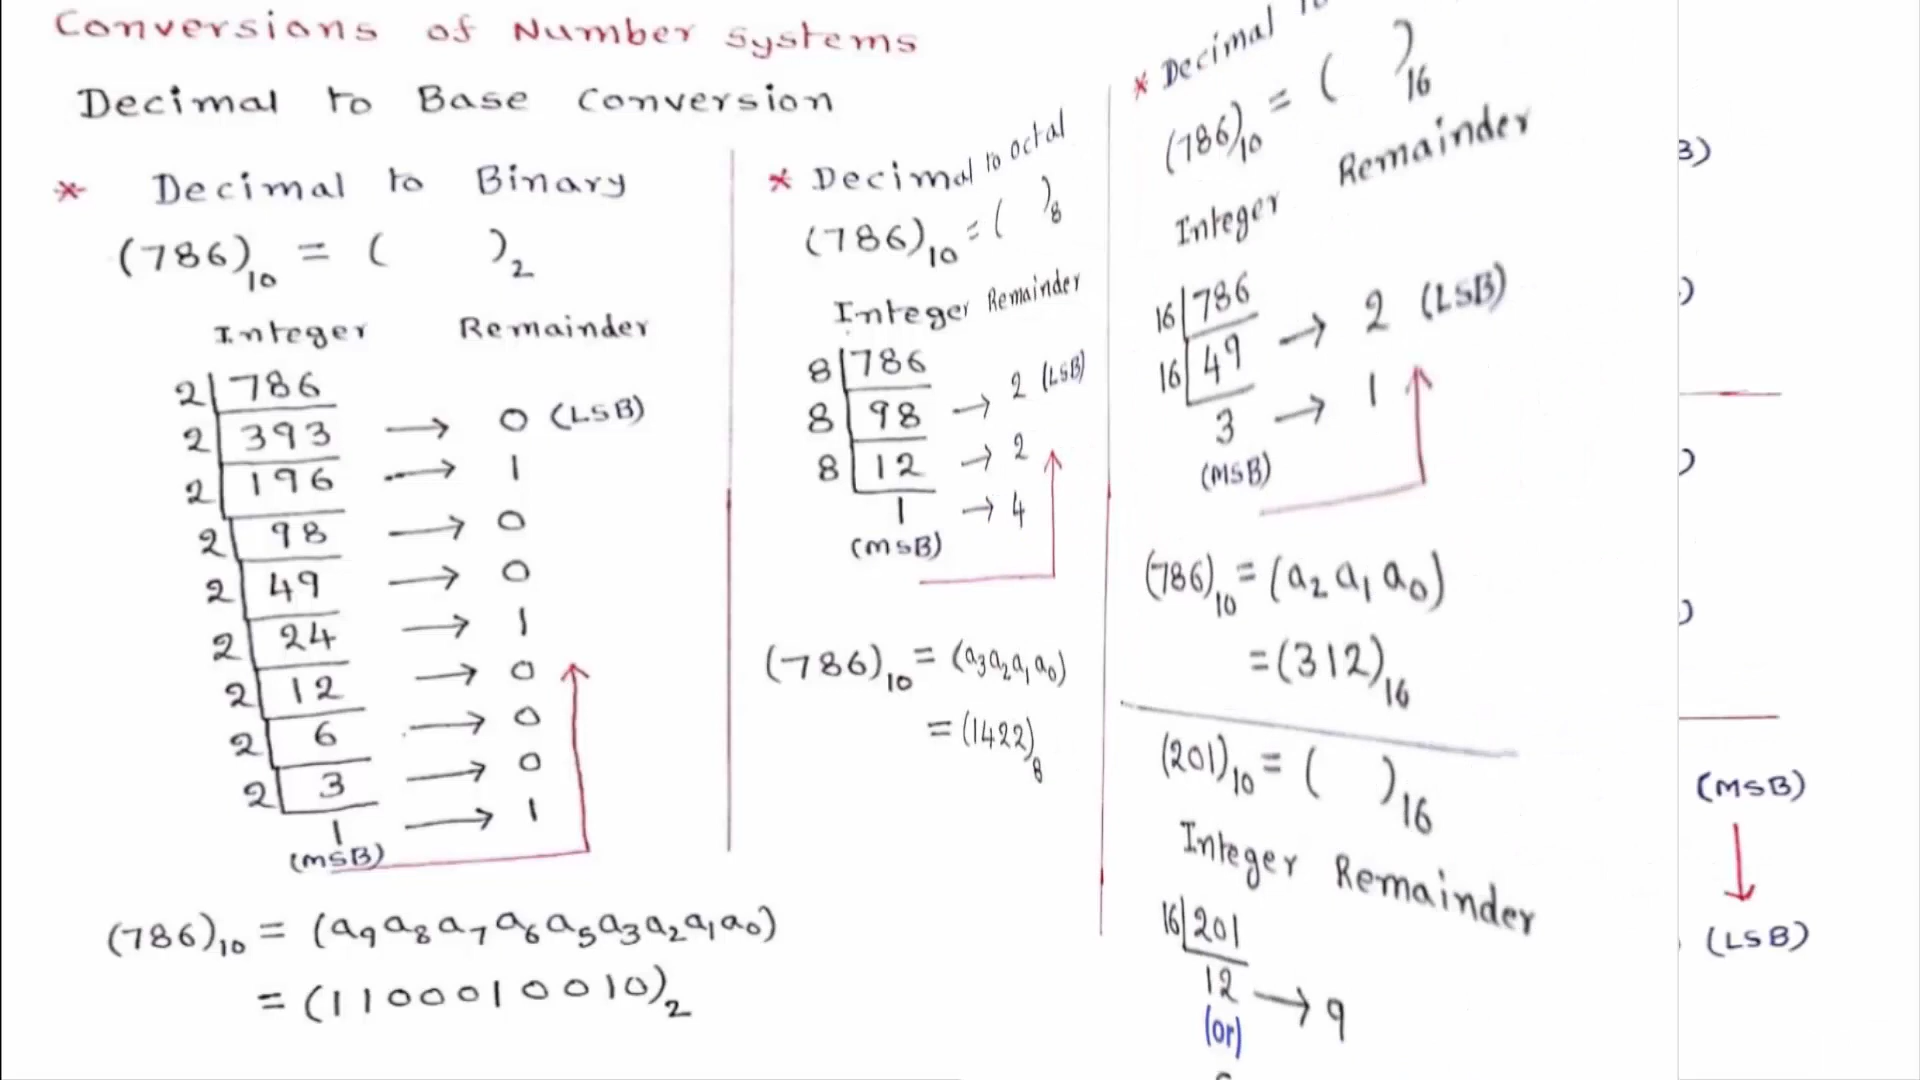 Conversions of Number systems
Decimal to Base Conversion
* Decimal to Binary
(786)₁₀ = (    )₂
Integer Remainder
2 | 786
2 | 393 → 0 (LSB)
2 | 196 → 1
2 | 98 → 0
2 | 49 → 0
2 | 24 → 1
2 | 12 → 0
2 | 6 → 0
2 | 3 → 0
1 → 1
(MSB)
(786)₁₀ = (a₉a₈a₇a₆a₅a₃a₂a₁a₀)
= (1100010010)₂
* Decimal to octal
(786)₁₀ = (    )₈
Integer Remainder
8 | 786
8 | 98 → 2 (LSB)
8 | 12 → 2
1 → 4
(MSB)
(786)₁₀ = (a₃a₂a₁a₀)
= (1422)₈
* Decimal
(786)₁₀ = (    )₁₆
Integer Remainder
16 | 786
16 | 49 → 2 (LSB)
3 → 1
(MSB)
(786)₁₀ = (a₂a₁a₀)
= (312)₁₆
(201)₁₀ = (    )₁₆
Integer Remainder
16 | 201
12 → 9
(or)
B)
)
)
)
(MSB)
↓
(LSB)